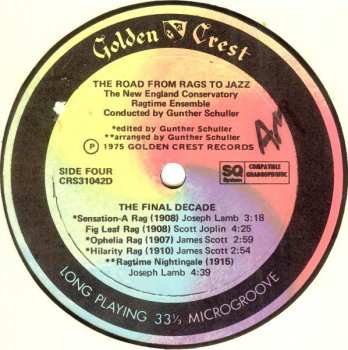 Golden Crest
THE ROAD FROM RAGS TO JAZZ
The New England Conservatory
Ragtime Ensemble
Conducted by Gunther Schuller
*edited by Gunther Schuller
**arranged by Gunther Schuller
Ⓟ 1975 GOLDEN CREST RECORDS
SIDE FOUR
CRS31042D
SQ
System
COMPATIBLE
QUADRAPHONIC
THE FINAL DECADE
*Sensation-A Rag (1908) Joseph Lamb 3:18
Fig Leaf Rag (1908) Scott Joplin 4:25
*Ophelia Rag (1907) James Scott 2:59
*Hilarity Rag (1910) James Scott 2:54
**Ragtime Nightingale (1915)
Joseph Lamb 4:39
LONG PLAYING 33⅓ MICROGROOVE